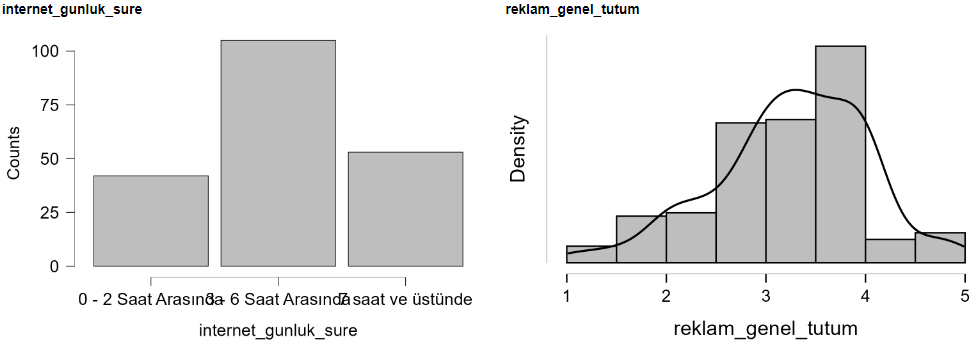 internet_gunluk_sure
Counts
100
75
50
25
0
0 - 2 Saat Arasında
3 - 6 Saat Arasında
7 saat ve üstünde
internet_gunluk_sure
reklam_genel_tutum
Density
1 2 3 4 5
reklam_genel_tutum